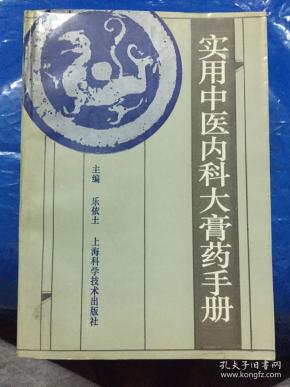 实用中医内科大膏药手册
主编 乐依士 上海科学技术出版社
孔夫子旧书网